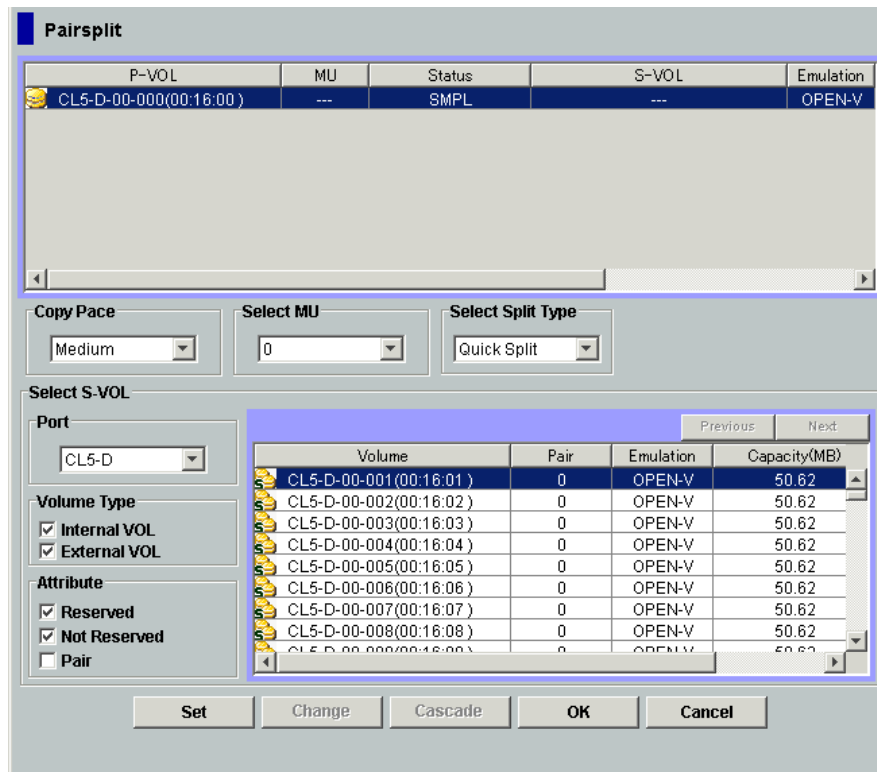 Pairsplit
P-VOL MU Status S-VOL Emulation
CL5-D-00-000(00:16:00 ) --- SMPL --- OPEN-V
Copy Pace Select MU Select Split Type
Medium 0 Quick Split
Select S-VOL
Port
CL5-D
Previous Next
Volume Pair Emulation Capacity(MB)
CL5-D-00-001(00:16:01 ) 0 OPEN-V 50.62
CL5-D-00-002(00:16:02 ) 0 OPEN-V 50.62
CL5-D-00-003(00:16:03 ) 0 OPEN-V 50.62
CL5-D-00-004(00:16:04 ) 0 OPEN-V 50.62
CL5-D-00-005(00:16:05 ) 0 OPEN-V 50.62
CL5-D-00-006(00:16:06 ) 0 OPEN-V 50.62
CL5-D-00-007(00:16:07 ) 0 OPEN-V 50.62
CL5-D-00-008(00:16:08 ) 0 OPEN-V 50.62
Volume Type
Internal VOL
External VOL
Attribute
Reserved
Not Reserved
Pair
Set Change Cascade OK Cancel